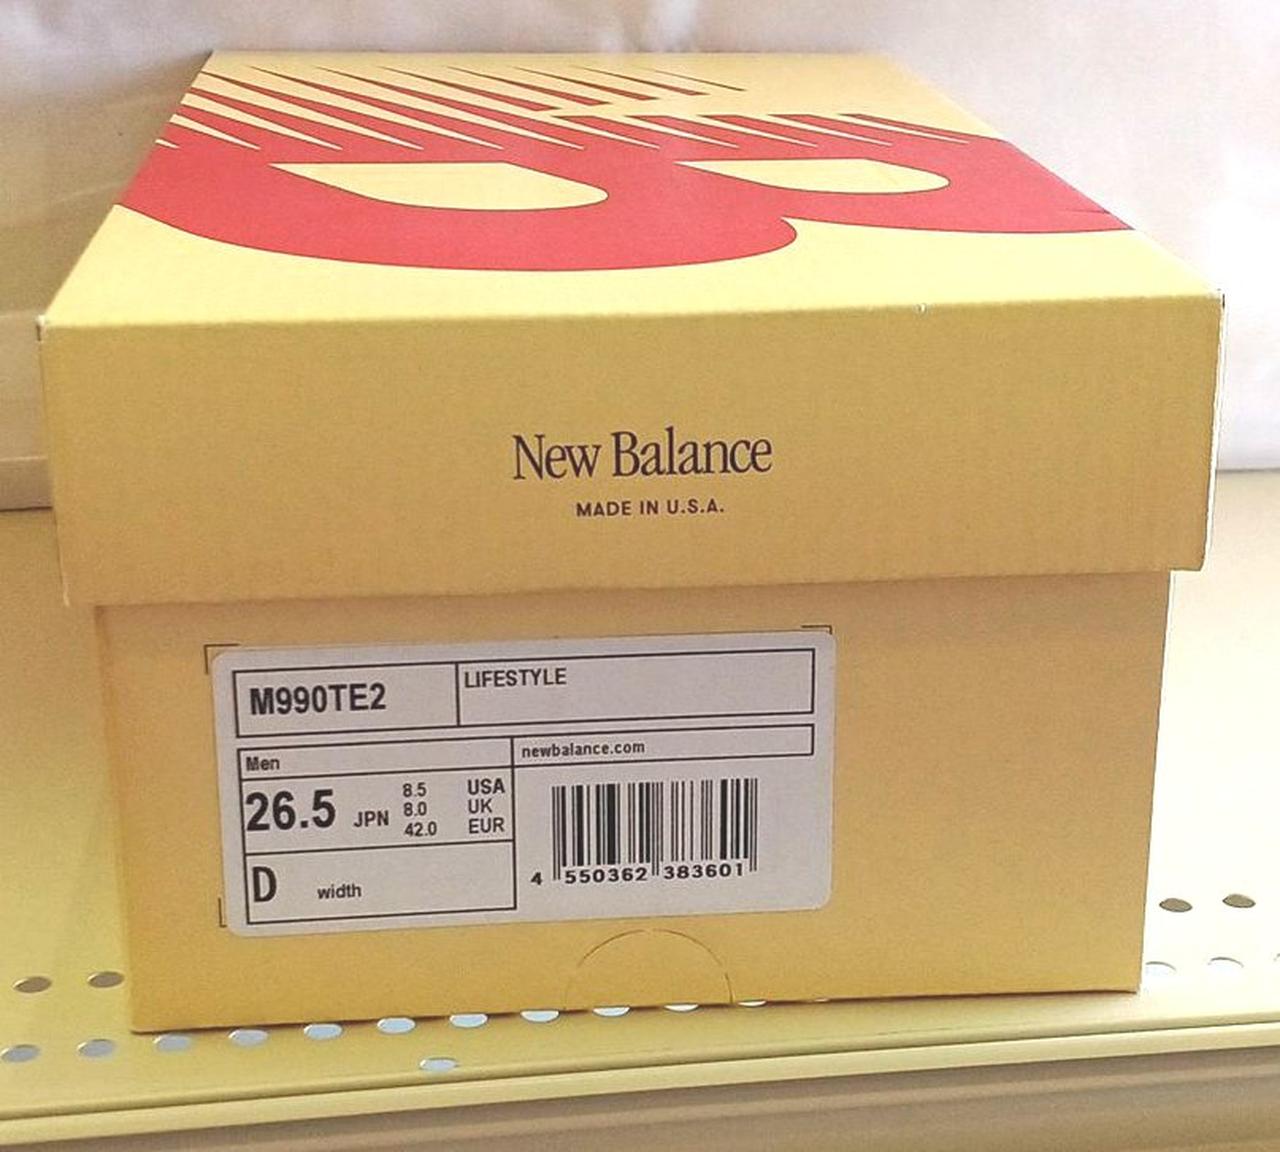 New Balance
MADE IN U.S.A.
M990TE2
LIFESTYLE
Men
newbalance.com
26.5 JPN
8.5 USA
8.0 UK
42.0 EUR
D width
4 550362 383601